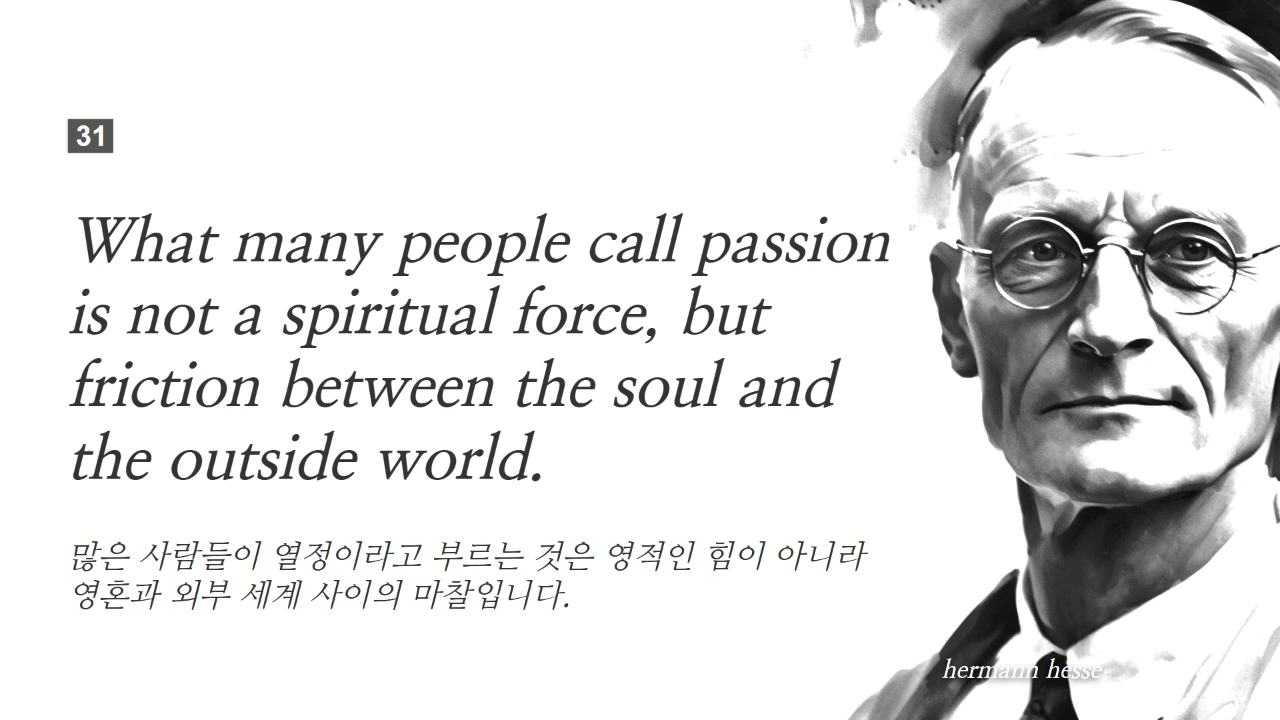 31
What many people call passion
is not a spiritual force, but
friction between the soul and
the outside world.
많은 사람들이 열정이라고 부르는 것은 영적인 힘이 아니라
영혼과 외부 세계 사이의 마찰입니다.
hermann hesse